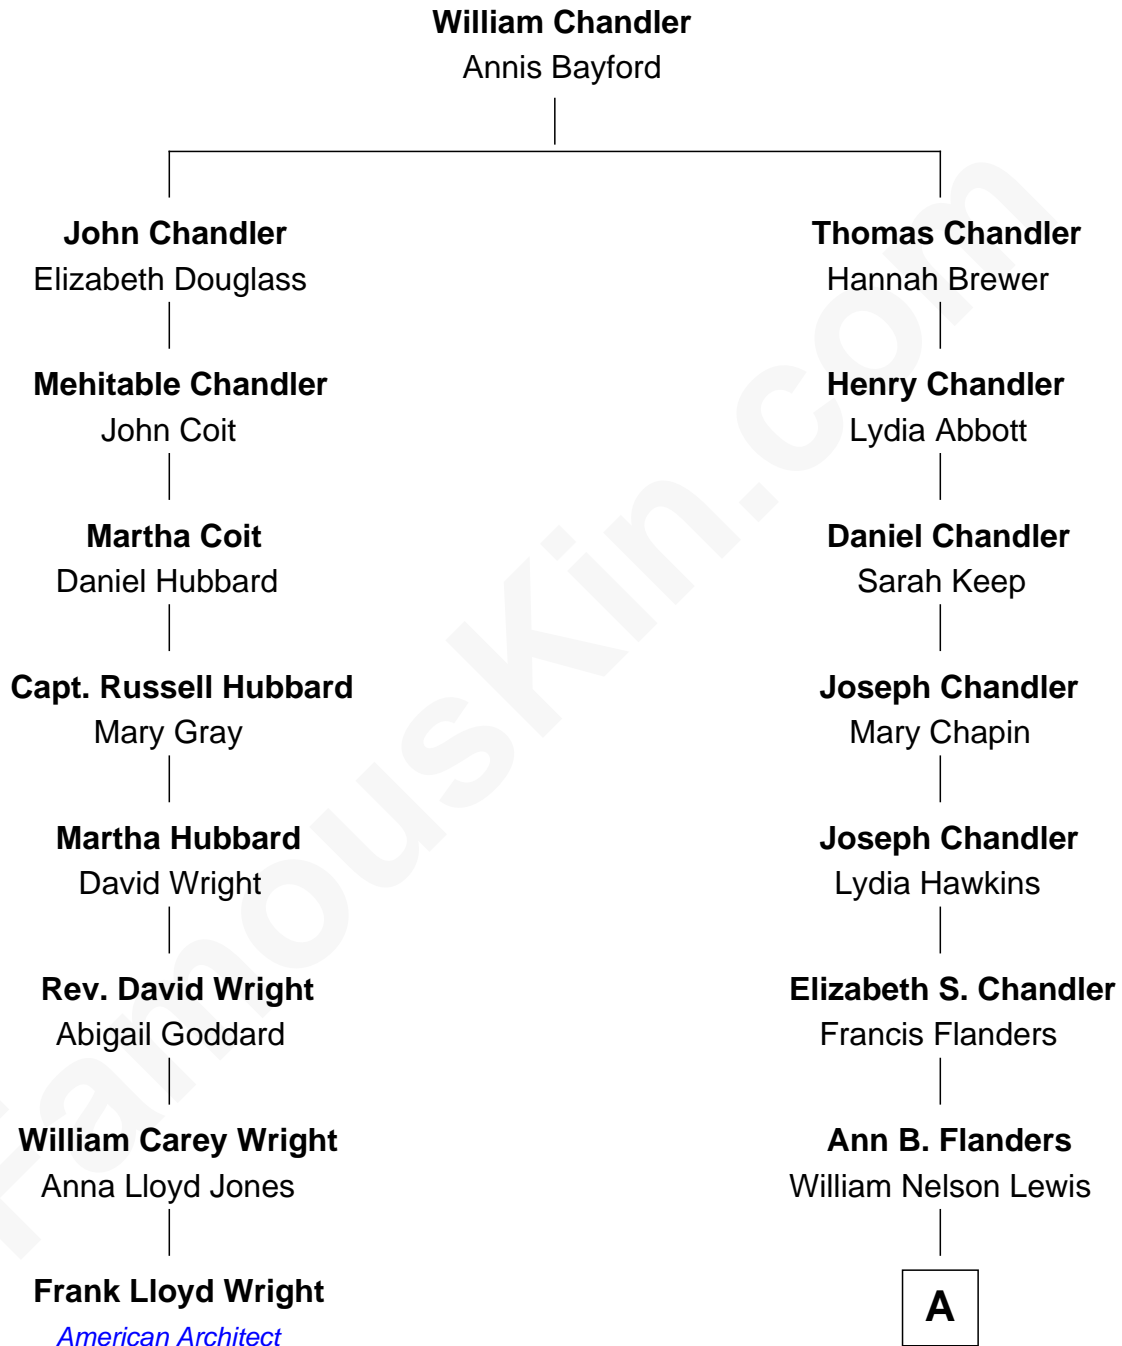 William Chandler
Annis Bayford
John Chandler
Elizabeth Douglass
Thomas Chandler
Hannah Brewer
Mehitable Chandler
John Coit
Henry Chandler
Lydia Abbott
Martha Coit
Daniel Hubbard
Daniel Chandler
Sarah Keep
Capt. Russell Hubbard
Mary Gray
Joseph Chandler
Mary Chapin
Martha Hubbard
David Wright
Joseph Chandler
Lydia Hawkins
Rev. David Wright
Abigail Goddard
Elizabeth S. Chandler
Francis Flanders
William Carey Wright
Anna Lloyd Jones
Ann B. Flanders
William Nelson Lewis
Frank Lloyd Wright
American Architect
A
FamousKin.com